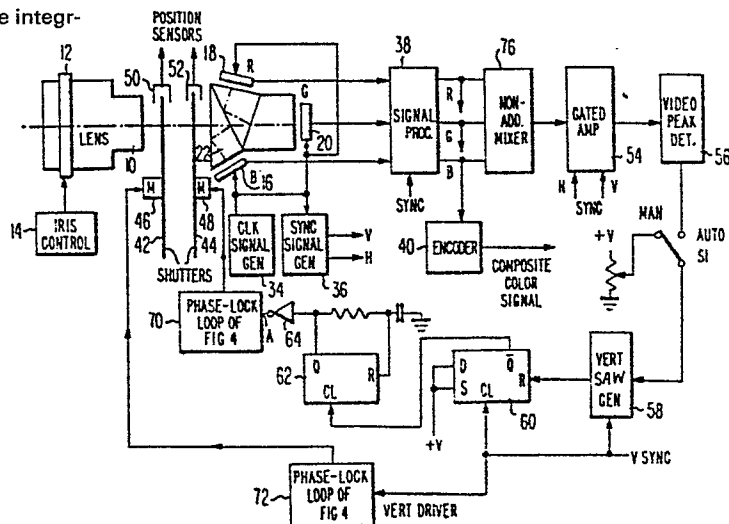 e integr-
POSITION
SENSORS
12
50
52
18
R
38
76
G
LENS
10
22
20
SIGNAL
PROC.
R
G
B
NON-
ADD.
MIXER
GATED
AMP
54
VIDEO
PEAK
DET.
56
B
16
M
M
46
48
SYNC
H
V
SYNC
14
IRIS
CONTROL
42
44
SHUTTERS
CLK
SIGNAL
GEN
34
SYNC
SIGNAL
GEN
36
V
H
40
ENCODER
COMPOSITE
COLOR
SIGNAL
MAN
+V
AUTO
S1
70
PHASE-LOCK
LOOP OF
FIG 4
A
64
62
Q
R
CL
D
S
Q̅
R
CL
60
+V
VERT
SAW
GEN
58
V SYNC
72
PHASE-LOCK
LOOP OF
FIG 4
VERT DRIVER